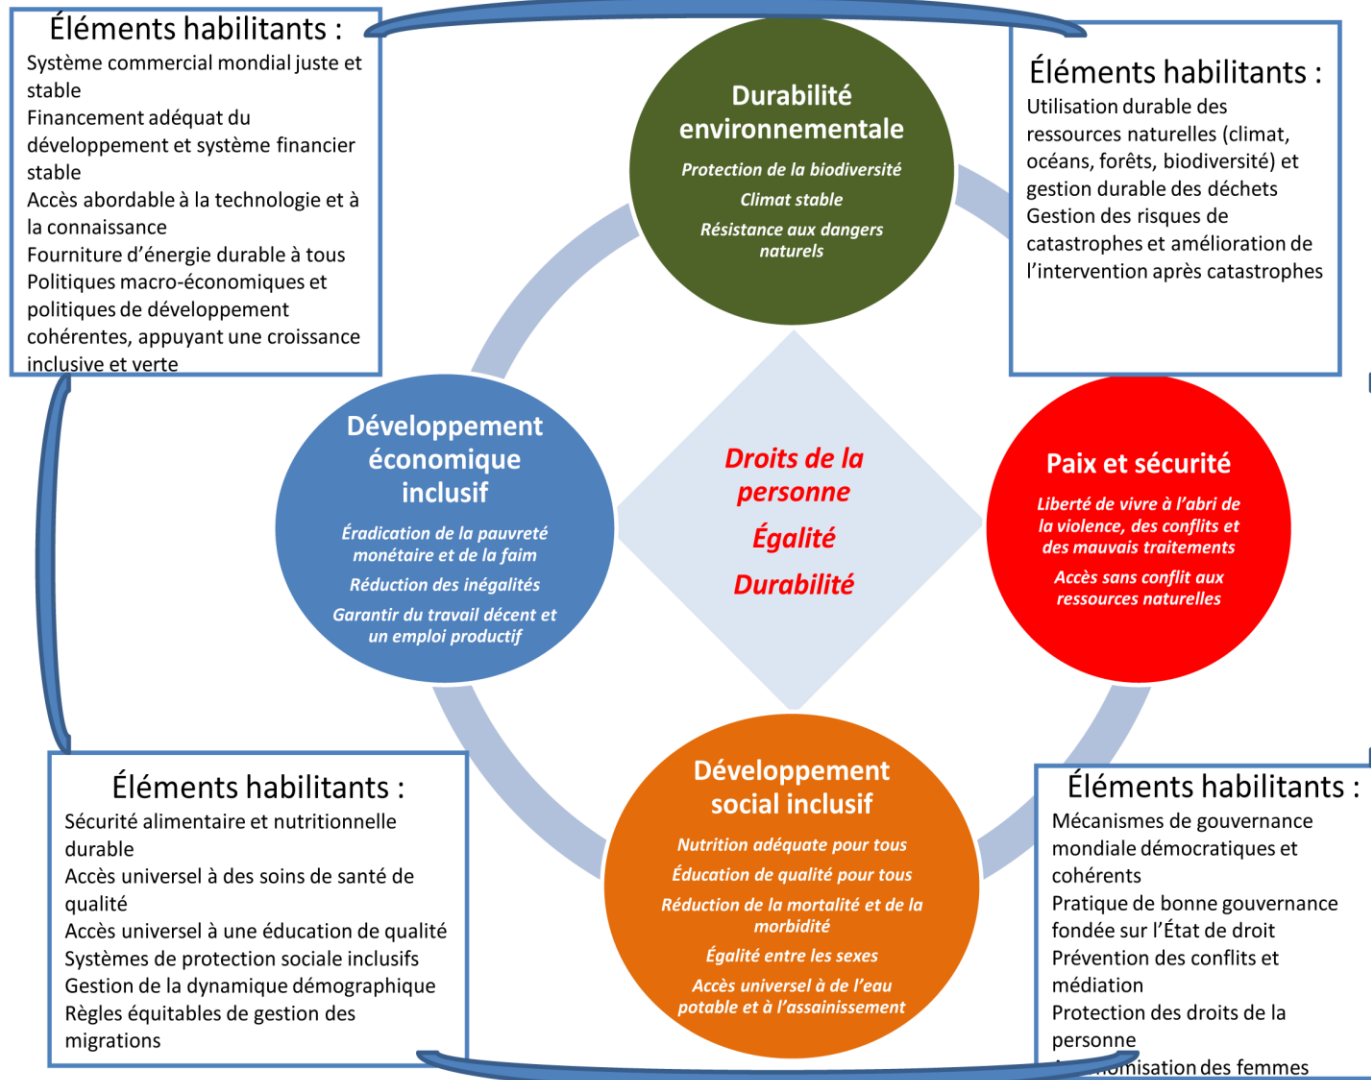 Éléments habilitants :
Système commercial mondial juste et
stable
Financement adéquat du
développement et système financier
stable
Accès abordable à la technologie et à
la connaissance
Fourniture d’énergie durable à tous
Politiques macro-économiques et
politiques de développement
cohérentes, appuyant une croissance
inclusive et verte
Durabilité
environnementale
Protection de la biodiversité
Climat stable
Résistance aux dangers
naturels
Éléments habilitants :
Utilisation durable des
ressources naturelles (climat,
océans, forêts, biodiversité) et
gestion durable des déchets
Gestion des risques de
catastrophes et amélioration de
l’intervention après catastrophes
Développement
économique
inclusif
Éradication de la pauvreté
monétaire et de la faim
Réduction des inégalités
Garantir du travail décent et
un emploi productif
Droits de la
personne
Égalité
Durabilité
Paix et sécurité
Liberté de vivre à l’abri de
la violence, des conflits et
des mauvais traitements
Accès sans conflit aux
ressources naturelles
Éléments habilitants :
Sécurité alimentaire et nutritionnelle
durable
Accès universel à des soins de santé de
qualité
Accès universel à une éducation de qualité
Systèmes de protection sociale inclusifs
Gestion de la dynamique démographique
Règles équitables de gestion des
migrations
Développement
social inclusif
Nutrition adéquate pour tous
Éducation de qualité pour tous
Réduction de la mortalité et de la
morbidité
Égalité entre les sexes
Accès universel à de l’eau
potable et à l’assainissement
Éléments habilitants :
Mécanismes de gouvernance
mondiale démocratiques et
cohérents
Pratique de bonne gouvernance
fondée sur l’État de droit
Prévention des conflits et
médiation
Protection des droits de la
personne
des femmes